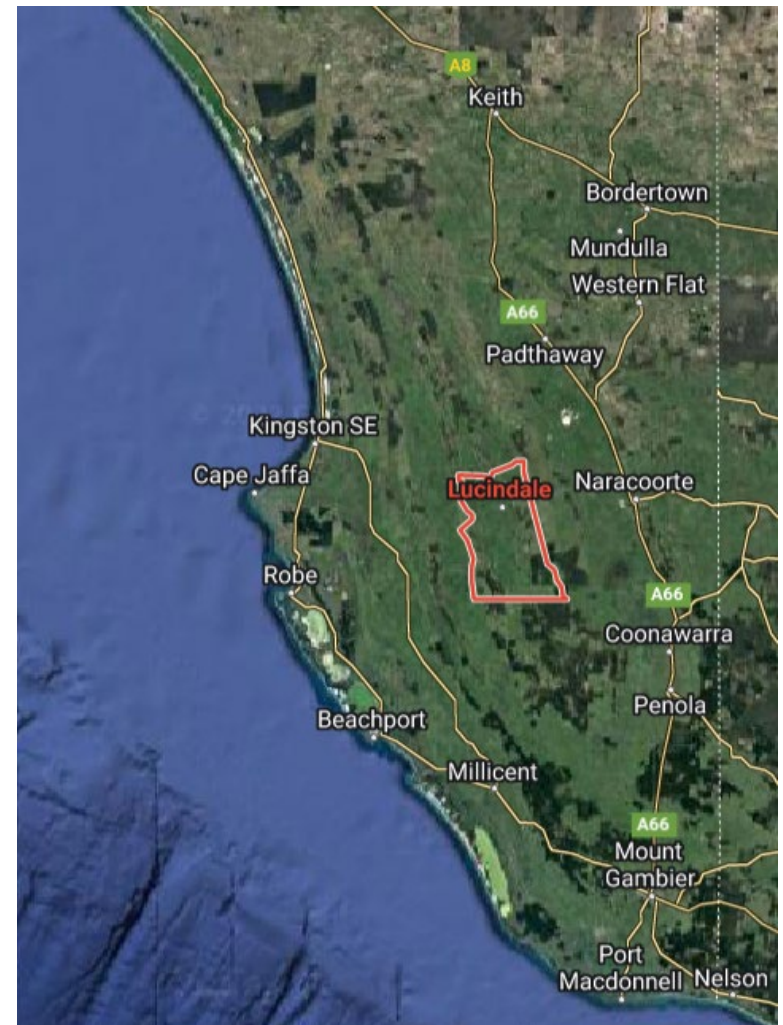 A8
Keith
Bordertown
Mundulla
Western Flat
A66
Padthaway
Kingston SE
Cape Jaffa
Lucindale
Naracoorte
Robe
A66
Coonawarra
Penola
Beachport
Millicent
A66
Mount
Gambier
Port
Macdonnell
Nelson